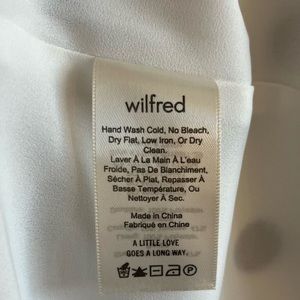 wilfred
Hand Wash Cold, No Bleach,
Dry Flat, Low Iron, Or Dry
Clean.
Laver À La Main À L'eau
Froide, Pas De Blanchiment,
Sécher À Plat, Repasser À
Basse Température, Ou
Nettoyer À Sec.
Made in China
Fabriqué en Chine
A LITTLE LOVE
GOES A LONG WAY.